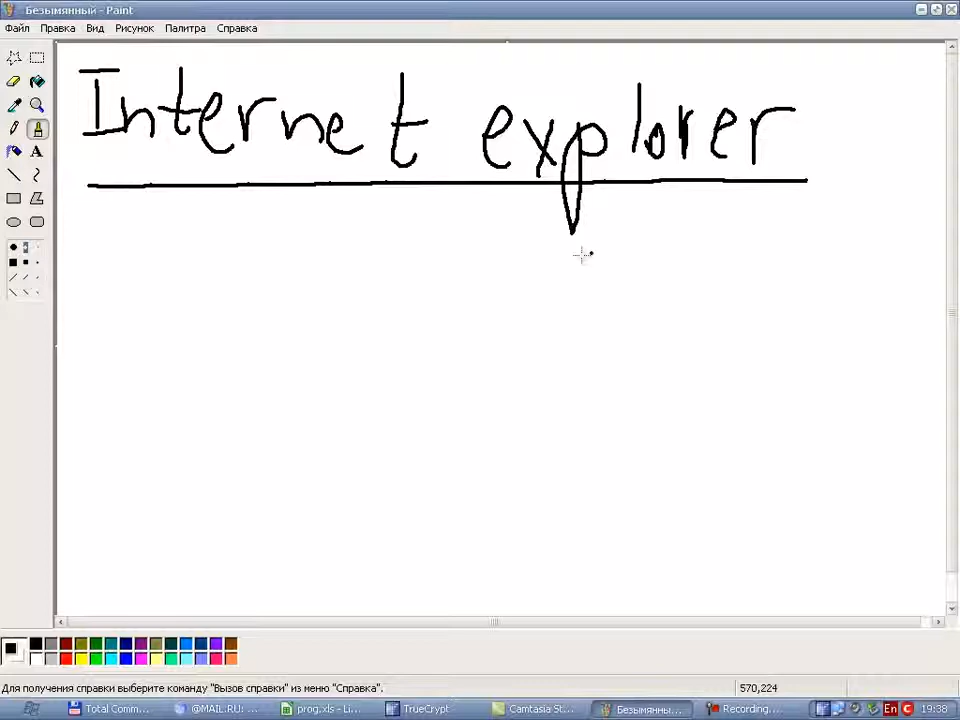 Безымянный - Paint
Файл Правка Вид Рисунок Палитра Справка
Internet explorer
Для получения справки выберите команду "Вызов справки" из меню "Справка".
570,224
Total Comm... @MAIL.RU: ... prog.xls - Li... TrueCrypt Camtasia St... Безымянны... Recording... En 19:38